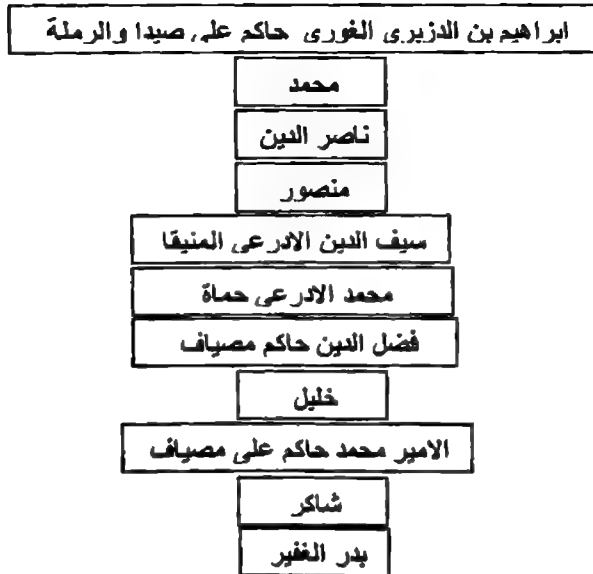 ابراهيم بن الدزيرى الغورى حاكم على صيدا والرملة
محمد
ناصر الدين
منصور
سيف الدين الادرعى المنيقا
محمد الادرعى حماة
فضل الدين حاكم مصياف
خليل
الامير محمد حاكم على مصياف
شاكر
بدر الغفير